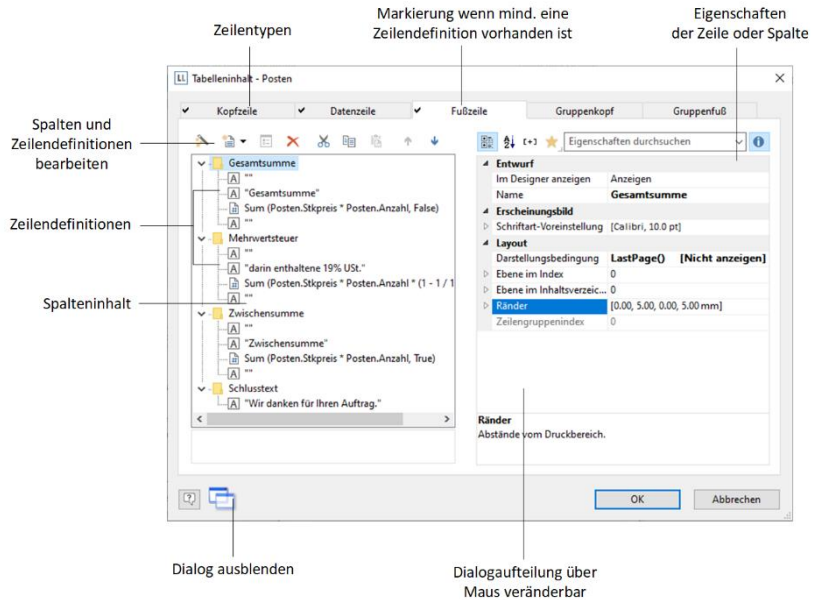 Zeilentypen
Markierung wenn mind. eine
Zeilendefinition vorhanden ist
Eigenschaften
der Zeile oder Spalte
LL Tabelleninhalt - Posten
Kopfzeile
Datenzeile
Fußzeile
Gruppenkopf
Gruppenfuß
Spalten und
Zeilendefinitionen
bearbeiten
Zeilendefinitionen
Spalteninhalt
Gesamtsumme
A ""
A "Gesamtsumme"
Sum (Posten.Stkpreis * Posten.Anzahl, False)
A ""
Mehrwertsteuer
A ""
A "darin enthaltene 19% USt."
Sum (Posten.Stkpreis * Posten.Anzahl * (1 - 1 / 1
A ""
Zwischensumme
A ""
A "Zwischensumme"
Sum (Posten.Stkpreis * Posten.Anzahl, True)
A ""
Schlusstext
A "Wir danken für Ihren Auftrag."
Eigenschaften durchsuchen
Entwurf
Im Designer anzeigen Anzeigen
Name Gesamtsumme
Erscheinungsbild
Schriftart-Voreinstellung [Calibri, 10.0 pt]
Layout
Darstellungsbedingung LastPage() [Nicht anzeigen]
Ebene im Index 0
Ebene im Inhaltsverzeic... 0
Ränder [0.00, 5.00, 0.00, 5.00 mm]
Zeilengruppenindex 0
Ränder
Abstände vom Druckbereich.
OK
Abbrechen
Dialog ausblenden
Dialogaufteilung über
Maus veränderbar